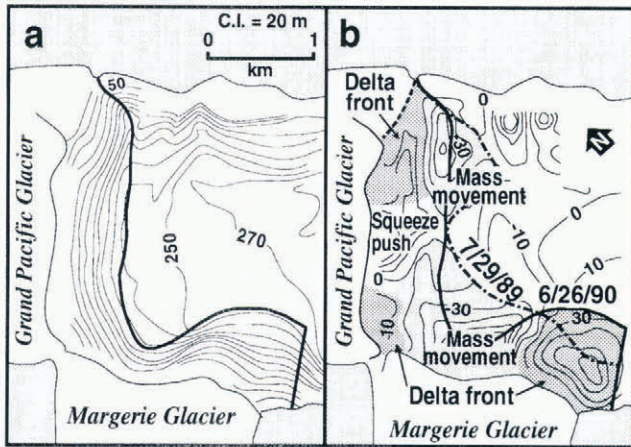 a
C.I. = 20 m
0 1
km
50
250
270
Grand Pacific Glacier
Margerie Glacier
b
Delta
front
0
30
N
Mass
movement
0
Squeeze
push
-10
-10
7/29/89
6/26/90
0
-30
30
10
Mass
movement
Delta front
Grand Pacific Glacier
Margerie Glacier